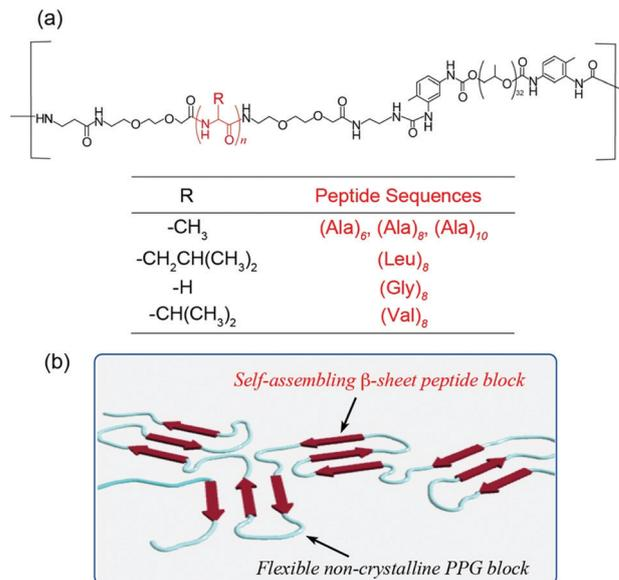 (a)
R
O
H
N
O
O
N
H
O
H
N
O
O
H
N
N
H
O
H
N
O
O
32
O
O
H
N
N
H
O
HN
O
O
n
O
O
N
H
N
H
R Peptide Sequences
-CH3 (Ala)6, (Ala)8, (Ala)10
-CH2CH(CH3)2 (Leu)8
-H (Gly)8
-CH(CH3)2 (Val)8
(b)
Self-assembling β-sheet peptide block
Flexible non-crystalline PPG block